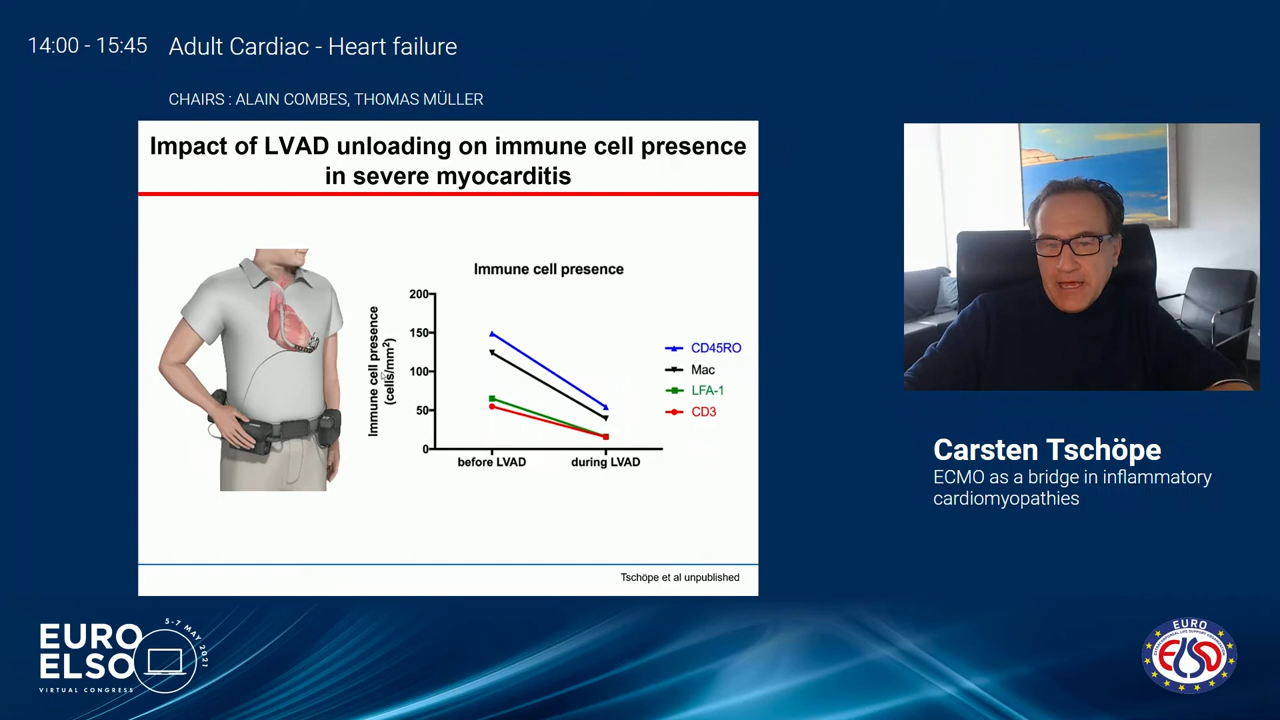 14:00 - 15:45
Adult Cardiac - Heart failure
CHAIRS : ALAIN COMBES, THOMAS MÜLLER
Impact of LVAD unloading on immune cell presence
in severe myocarditis
Immune cell presence
Immune cell presence
(cells/mm²)
200
150
100
50
0
before LVAD
during LVAD
CD45RO
Mac
LFA-1
CD3
Tschöpe et al unpublished
Carsten Tschöpe
ECMO as a bridge in inflammatory
cardiomyopathies
EURO
ELSO
VIRTUAL CONGRESS
5-7 MAY 2021
EURO
ELSO